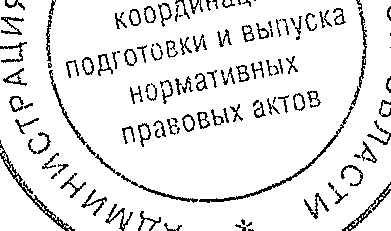 подготовки и выпуска
нормативных
правовых актов
АДМИНИСТРАЦИЯ